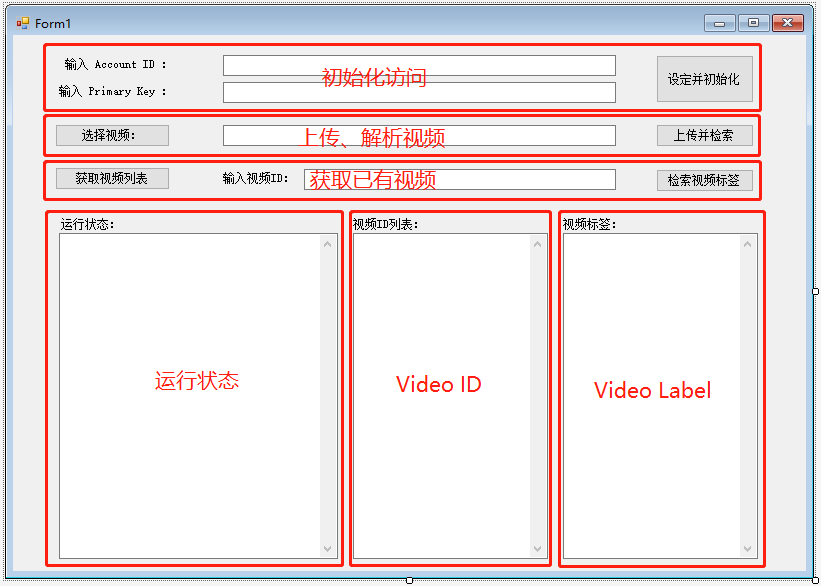 Form1
输入 Account ID :
初始化访问
设定并初始化
输入 Primary Key :
选择视频:
上传、解析视频
上传并检索
获取视频列表
输入视频ID:
获取已有视频
检索视频标签
运行状态:
视频ID列表:
视频标签:
运行状态
Video ID
Video Label